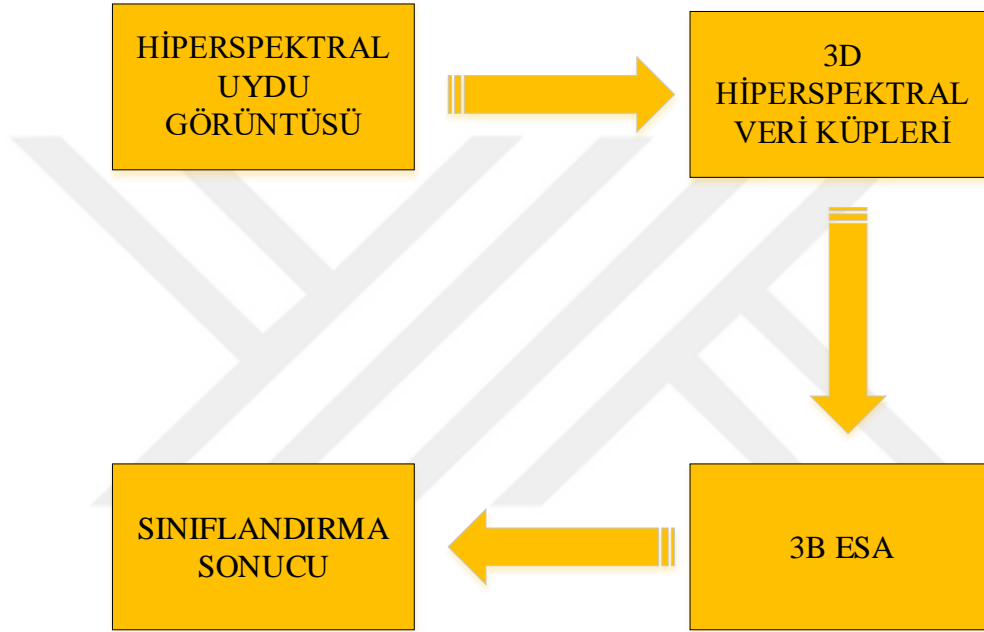 HİPERSPEKTRAL
UYDU
GÖRÜNTÜSÜ
3D
HİPERSPEKTRAL
VERİ KÜPLERİ
3B ESA
SINIFLANDIRMA
SONUCU